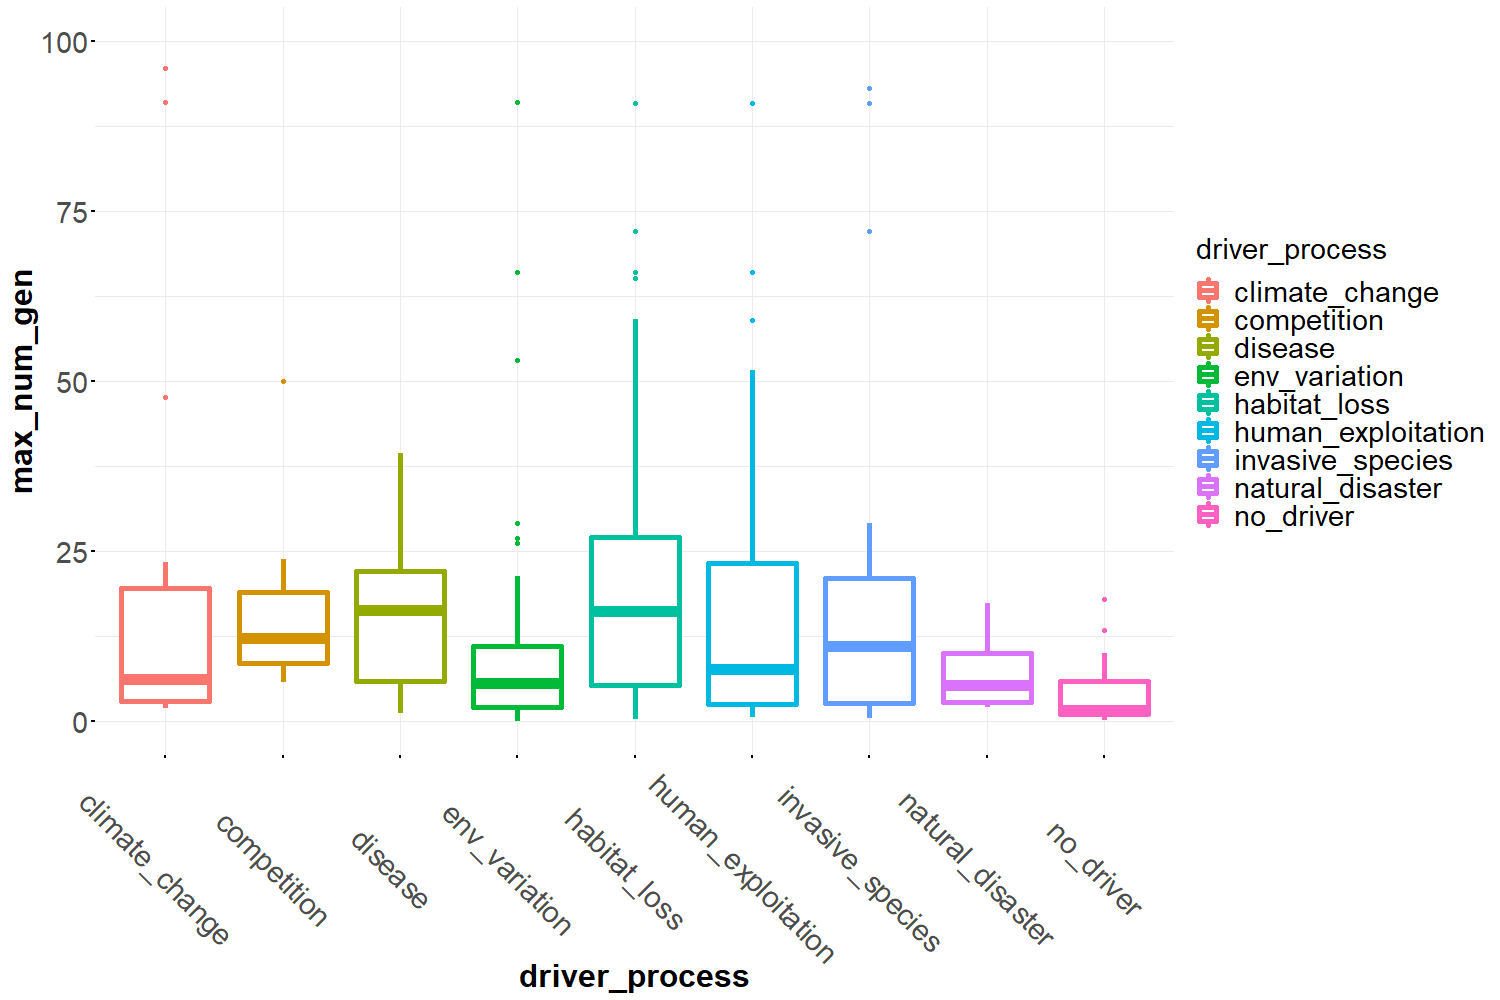 100
75
50
25
0
max_num_gen
climate_change
competition
disease
env_variation
habitat_loss
human_exploitation
invasive_species
natural_disaster
no_driver
driver_process
driver_process
climate_change
competition
disease
env_variation
habitat_loss
human_exploitation
invasive_species
natural_disaster
no_driver